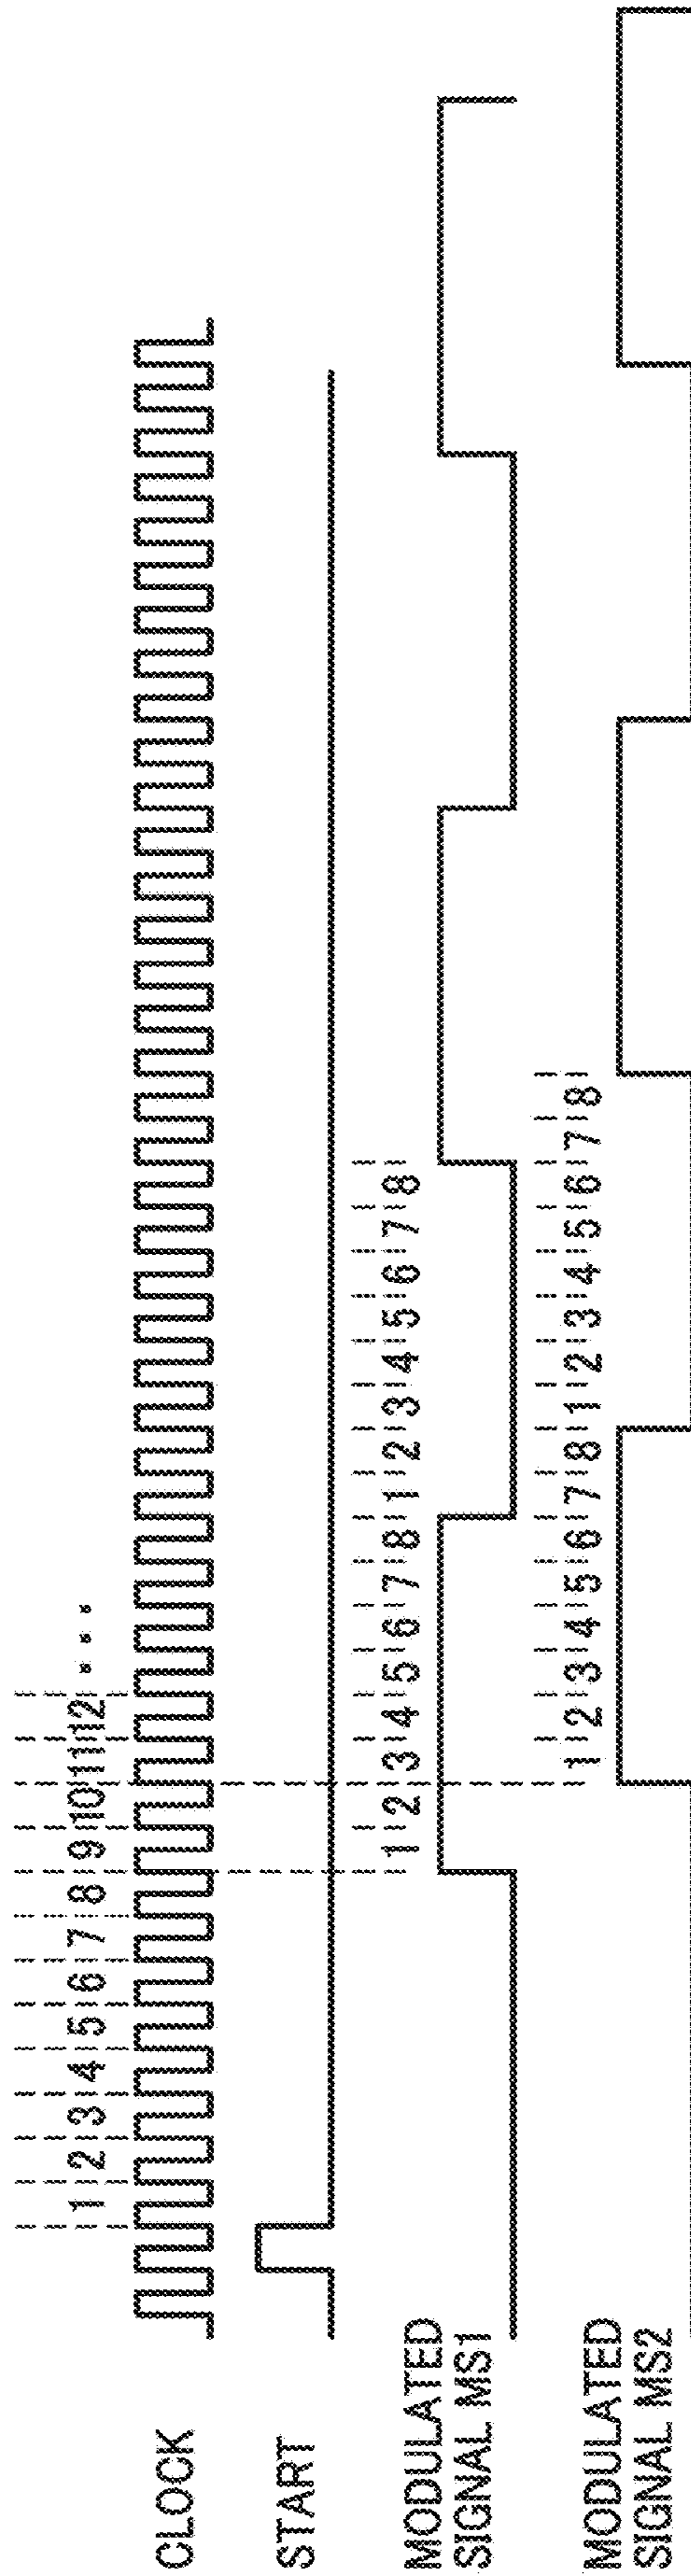 1 2 3 4 5 6 7 8 9 10 11 12 ...
CLOCK
START
1 2 3 4 5 6 7 8 1 2 3 4 5 6 7 8
MODULATED
SIGNAL MS1
1 2 3 4 5 6 7 8 1 2 3 4 5 6 7 8
MODULATED
SIGNAL MS2